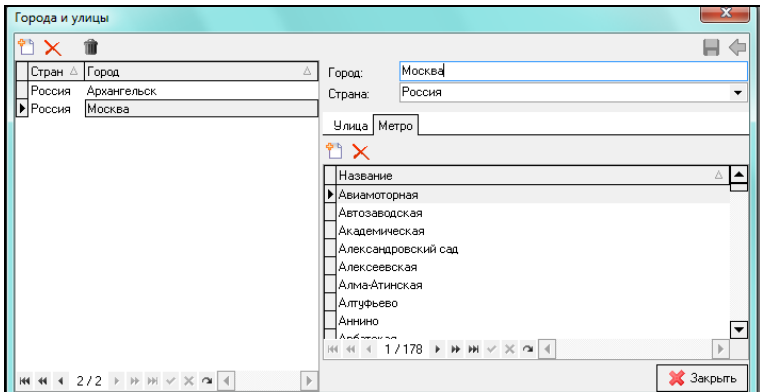 Города и улицы
Стран Город
Россия Архангельск
Россия Москва
2 / 2
Город: Москва
Страна: Россия
Улица Метро
Название
Авиамоторная
Автозаводская
Академическая
Александровский сад
Алексеевская
Алма-Атинская
Алтуфьево
Аннино
1 / 178
Закрыть